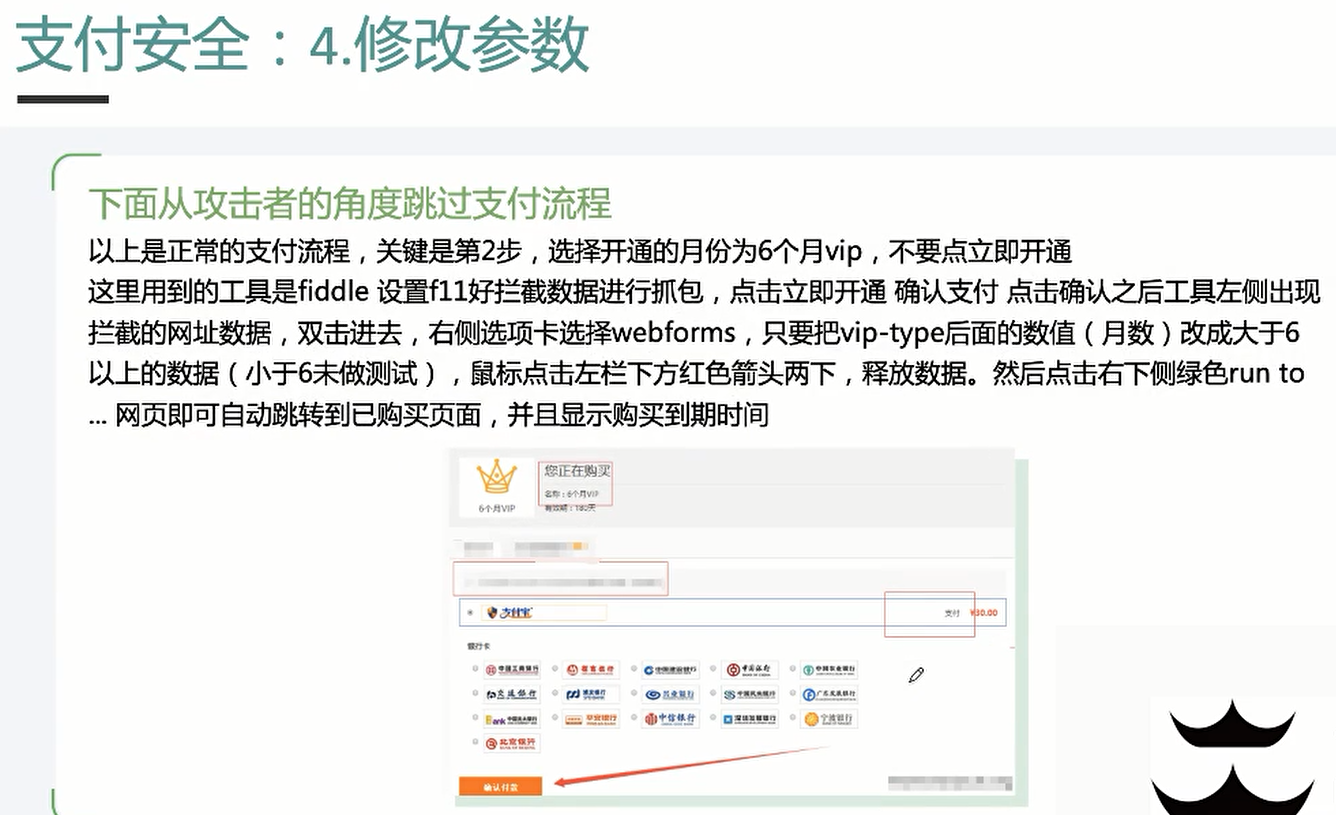 支付安全：4.修改参数
下面从攻击者的角度跳过支付流程
以上是正常的支付流程，关键是第2步，选择开通的月份为6个月vip，不要点立即开通
这里用到的工具是fiddle 设置f11好拦截数据进行抓包，点击立即开通 确认支付 点击确认之后工具左侧出现
拦截的网址数据，双击进去，右侧选项卡选择webforms，只要把vip-type后面的数值（月数）改成大于6
以上的数据（小于6未做测试），鼠标点击左栏下方红色箭头两下，释放数据。然后点击右下侧绿色run to
... 网页即可自动跳转到已购买页面，并且显示购买到期时间
您正在购买
名称：6个月VIP
6个月VIP
有效期：180天
支付宝
支付 ¥30.00
银行卡
中国工商银行 招商银行 中国建设银行 中国银行 中国农业银行
交通银行 浦发银行 兴业银行 中国民生银行 广东发展银行
中国光大银行 平安银行 中信银行 深圳发展银行 宁波银行
北京银行
确认付款